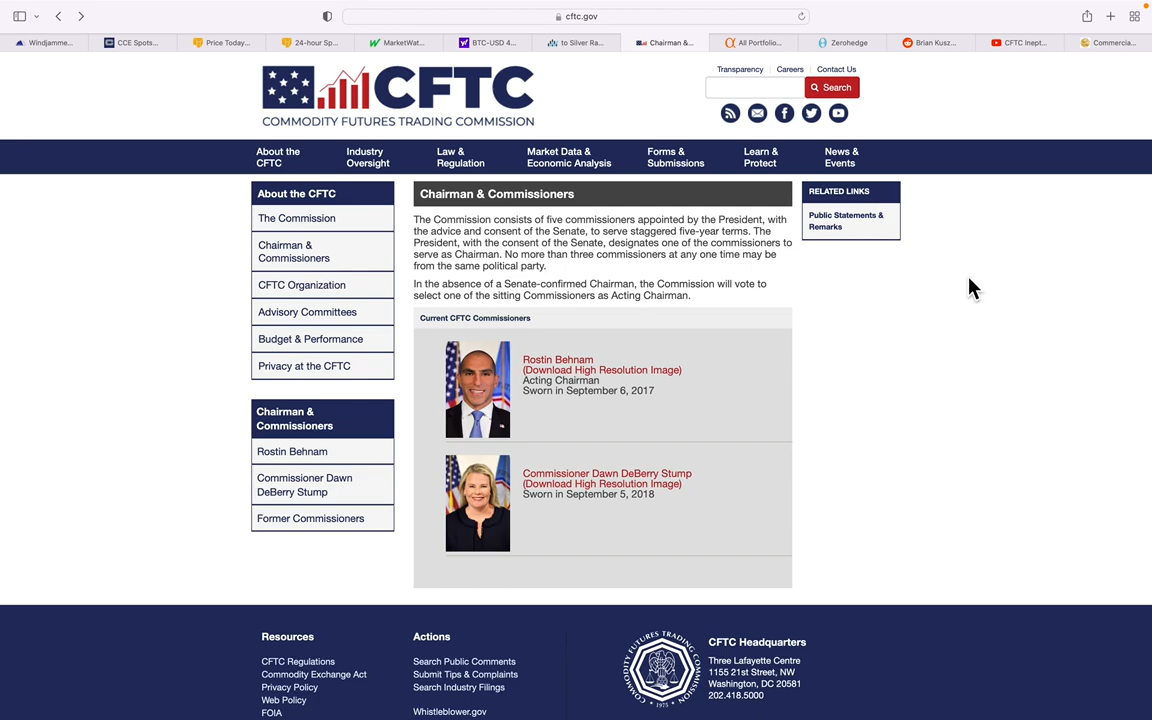 cftc.gov
Windjamme...
CCE Spots...
Price Today...
24-hour Sp...
MarketWat...
BTC-USD 4...
to Silver Ra...
Chairman &...
All Portfolio...
Zerohedge
Brian Kusz...
CFTC Inept...
Commercia...
CFTC
COMMODITY FUTURES TRADING COMMISSION
Transparency
Careers
Contact Us
Search
About the
CFTC
Industry
Oversight
Law &
Regulation
Market Data &
Economic Analysis
Forms &
Submissions
Learn &
Protect
News &
Events
About the CFTC
The Commission
Chairman &
Commissioners
CFTC Organization
Advisory Committees
Budget & Performance
Privacy at the CFTC
Chairman &
Commissioners
Rostin Behnam
Commissioner Dawn
DeBerry Stump
Former Commissioners
Chairman & Commissioners
The Commission consists of five commissioners appointed by the President, with
the advice and consent of the Senate, to serve staggered five-year terms. The
President, with the consent of the Senate, designates one of the commissioners to
serve as Chairman. No more than three commissioners at any one time may be
from the same political party.
In the absence of a Senate-confirmed Chairman, the Commission will vote to
select one of the sitting Commissioners as Acting Chairman.
Current CFTC Commissioners
Rostin Behnam
(Download High Resolution Image)
Acting Chairman
Sworn in September 6, 2017
Commissioner Dawn DeBerry Stump
(Download High Resolution Image)
Sworn in September 5, 2018
RELATED LINKS
Public Statements &
Remarks
Resources
CFTC Regulations
Commodity Exchange Act
Privacy Policy
Web Policy
FOIA
Actions
Search Public Comments
Submit Tips & Complaints
Search Industry Filings
Whistleblower.gov
COMMODITY FUTURES TRADING COMMISSION
1975
CFTC Headquarters
Three Lafayette Centre
1155 21st Street, NW
Washington, DC 20581
202.418.5000